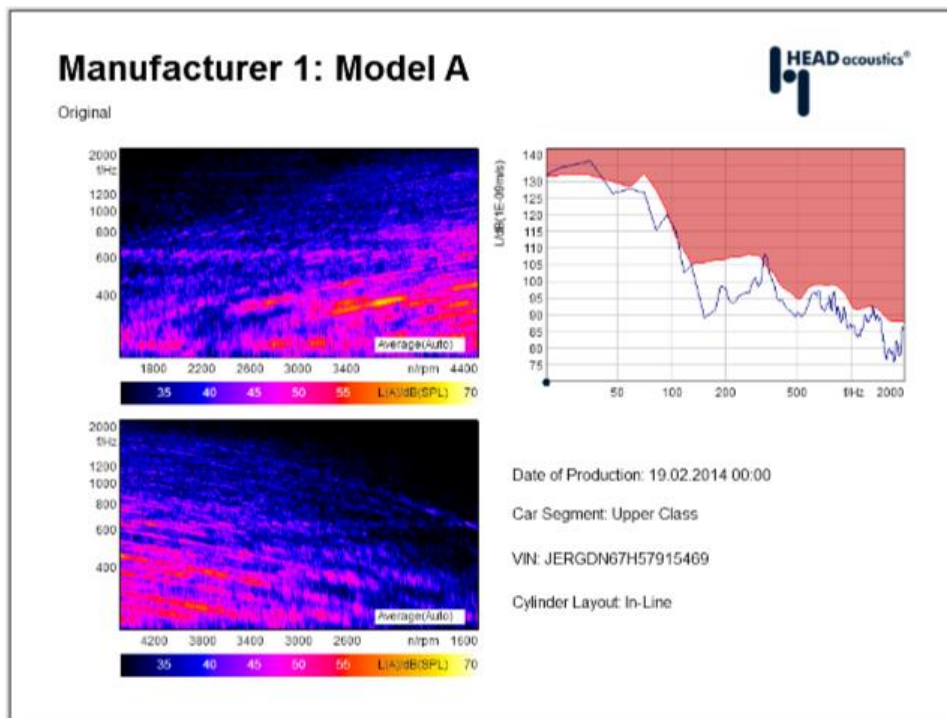 Manufacturer 1: Model A
HEAD acoustics®
Original
2000
f/Hz
1200
1000
800
600
400
Average(Auto)
1800 2200 2600 3000 3400 n/rpm 4400
35 40 45 50 55 L(A)/dB(SPL) 70
L/dB(1E-09m/s)
140
130
125
120
115
110
105
100
95
90
85
80
75
50 100 200 500 f/Hz 2000
2000
f/Hz
1200
1000
800
600
400
Average(Auto)
4200 3800 3400 3000 2600 n/rpm 1600
35 40 45 50 55 L(A)/dB(SPL) 70
Date of Production: 19.02.2014 00:00
Car Segment: Upper Class
VIN: JERGDN67H57915469
Cylinder Layout: In-Line